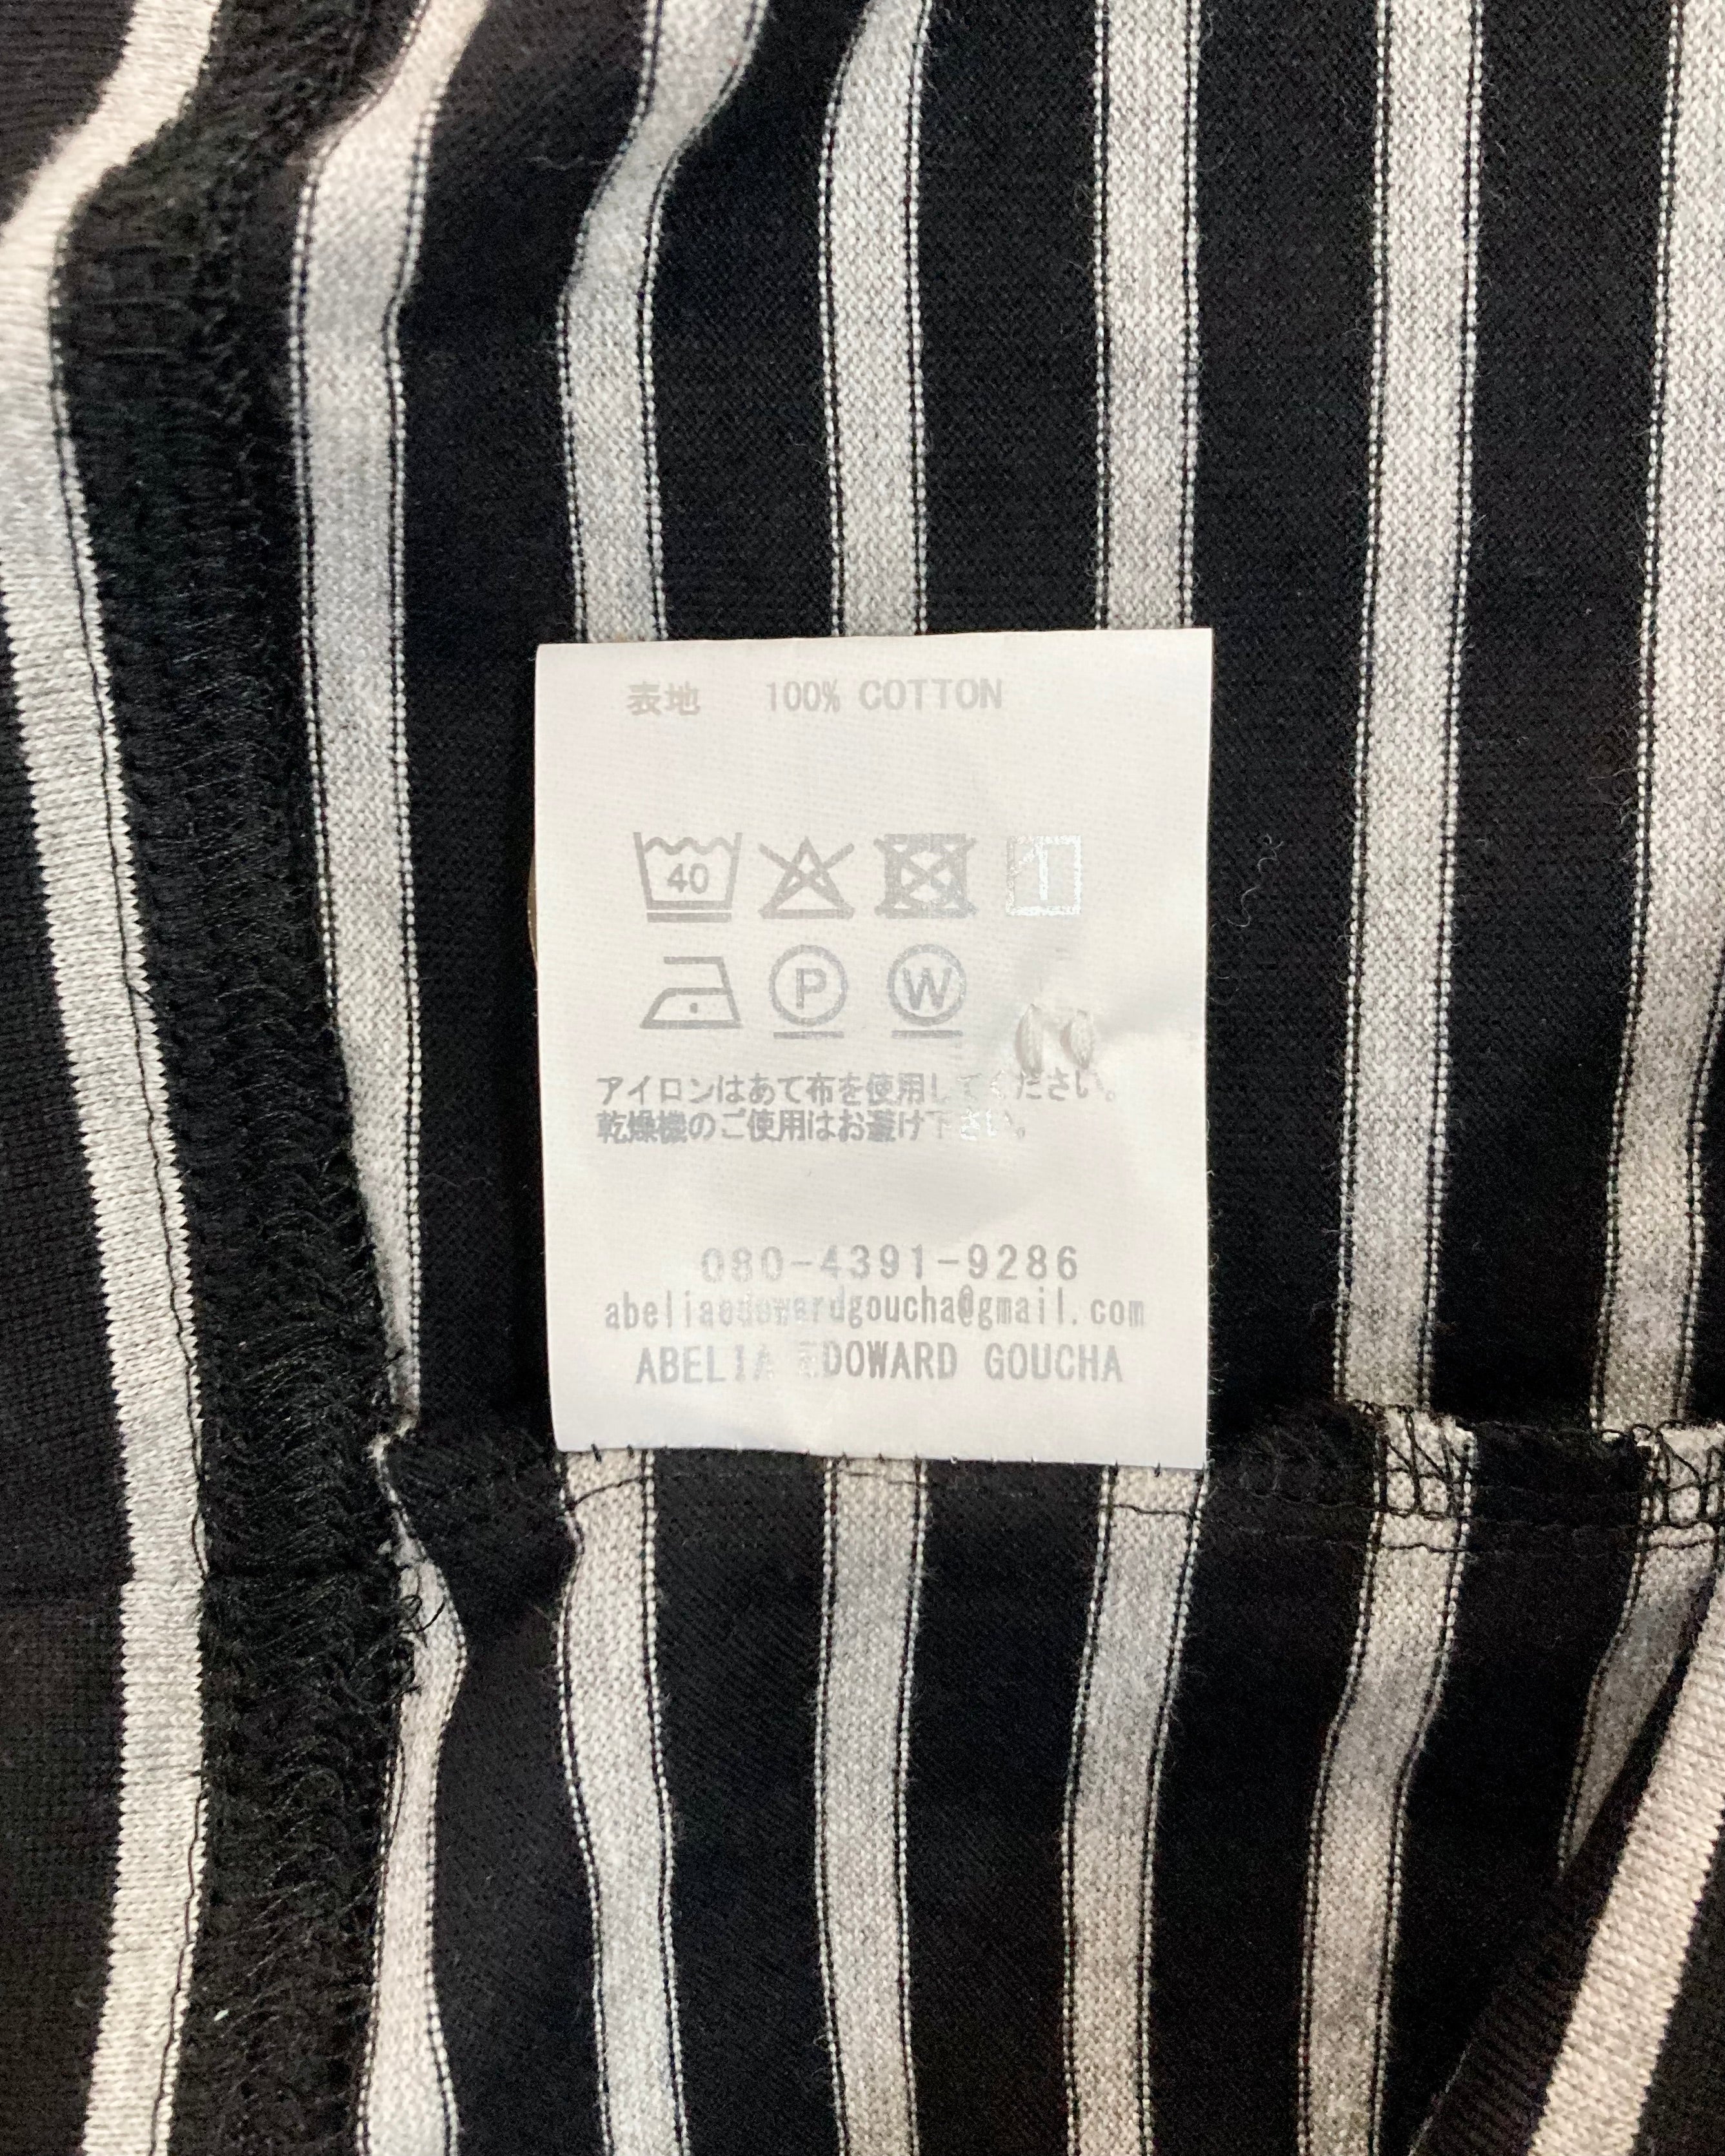 表地 100% COTTON
40
P W
アイロンはあて布を使用してください。
乾燥機のご使用はお避け下さい。
080-4391-9286
abeliaedowardgoucha@gmail.com
ABELIA EDOWARD GOUCHA